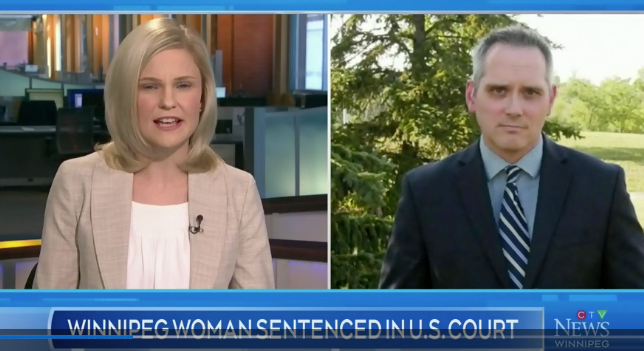 WINNIPEG WOMAN SENTENCED IN U.S. COURT
CTV
NEWS
WINNIPEG